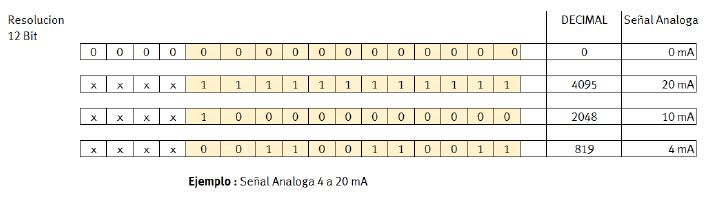 Resolucion DECIMAL Señal Analoga
12 Bit
0 0 0 0 0 0 0 0 0 0 0 0 0 0 0 0 0 0 mA
x x x x 1 1 1 1 1 1 1 1 1 1 1 1 4095 20 mA
x x x x 1 0 0 0 0 0 0 0 0 0 0 0 2048 10 mA
x x x x 0 0 1 1 0 0 1 1 0 0 1 1 819 4 mA
Ejemplo : Señal Analoga 4 a 20 mA